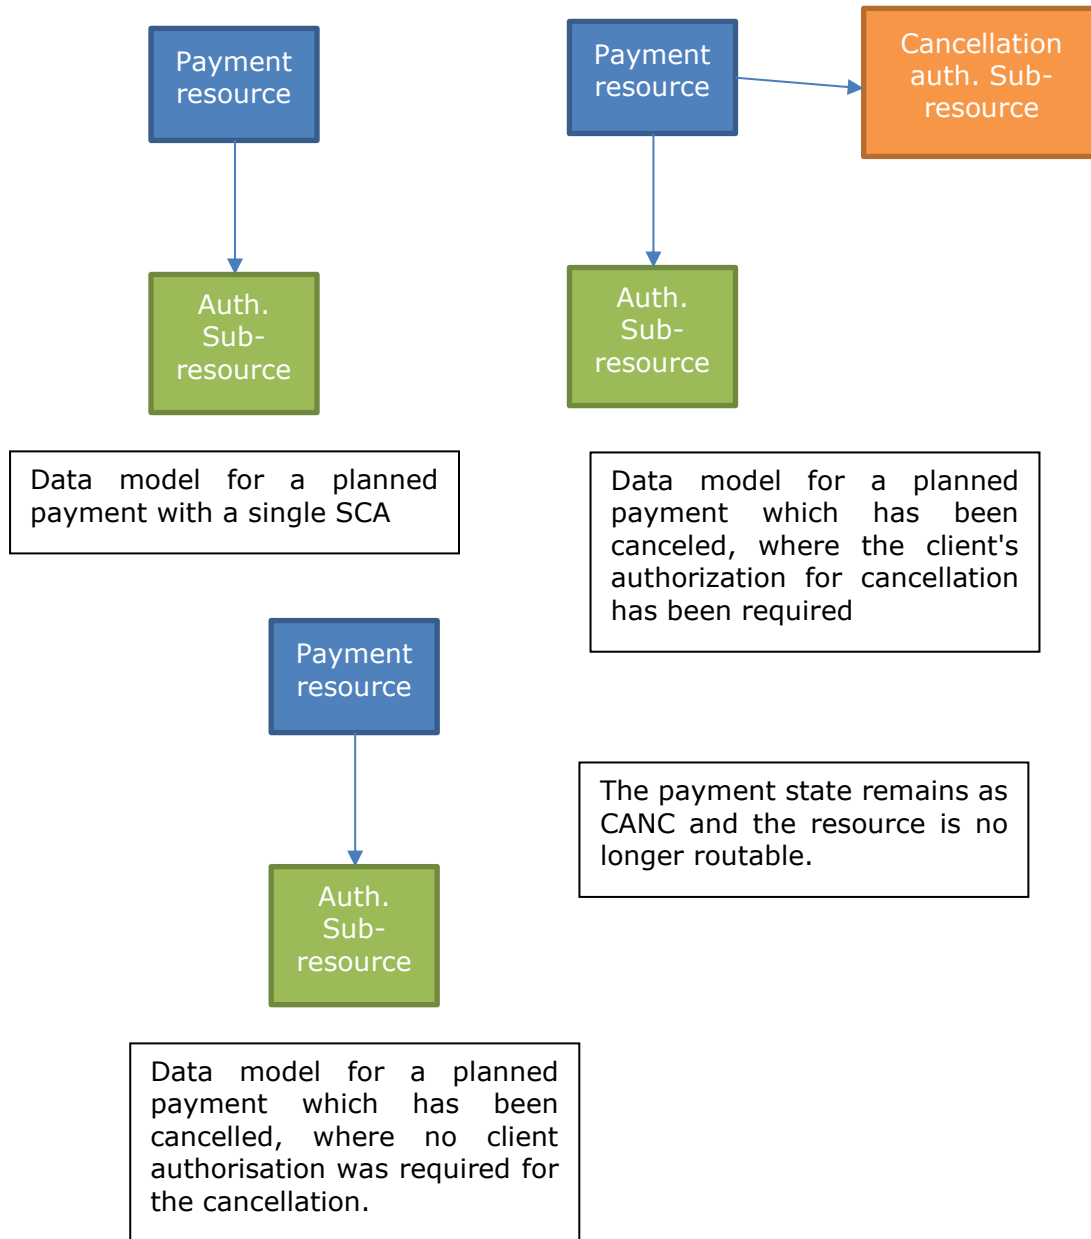 Payment
resource
Payment
resource
Cancellation
auth. Sub-
resource
Auth.
Sub-
resource
Auth.
Sub-
resource
Data model for a planned
payment with a single SCA
Data model for a planned
payment which has been
canceled, where the client's
authorization for cancellation
has been required
Payment
resource
The payment state remains as
CANC and the resource is no
longer routable.
Auth.
Sub-
resource
Data model for a planned
payment which has been
cancelled, where no client
authorisation was required for
the cancellation.